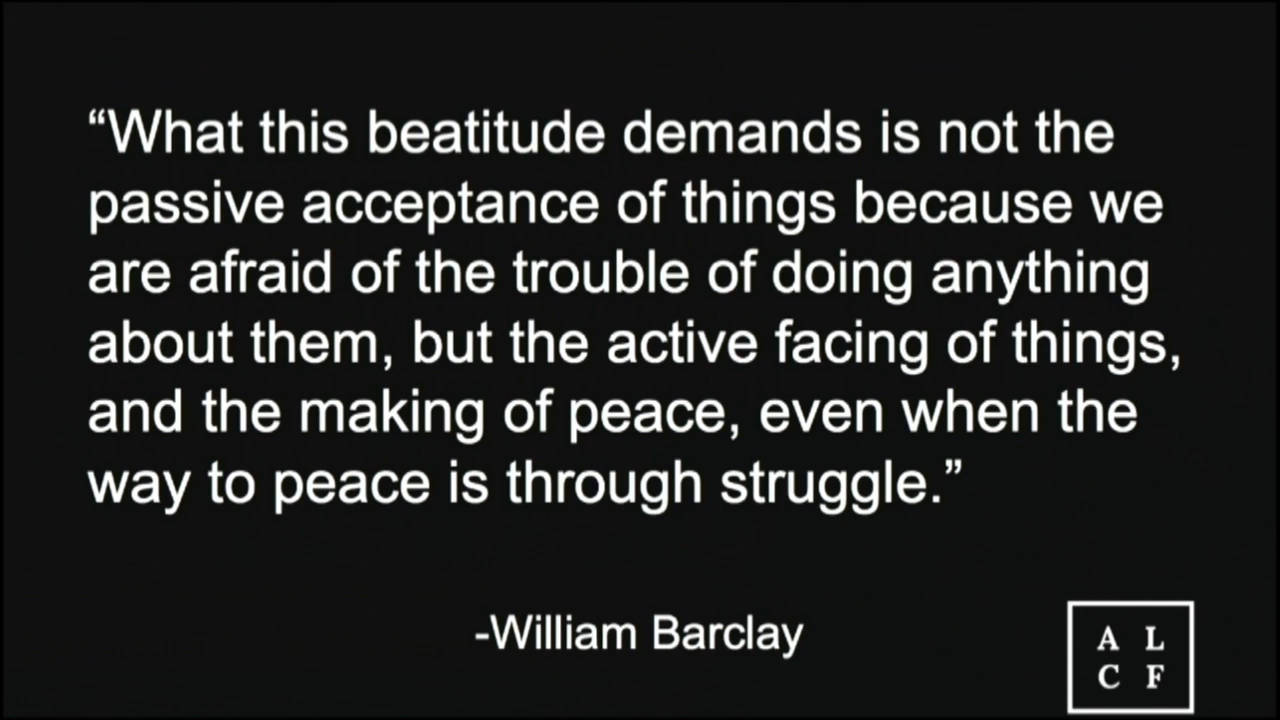 “What this beatitude demands is not the
passive acceptance of things because we
are afraid of the trouble of doing anything
about them, but the active facing of things,
and the making of peace, even when the
way to peace is through struggle.”
-William Barclay
A L
C F